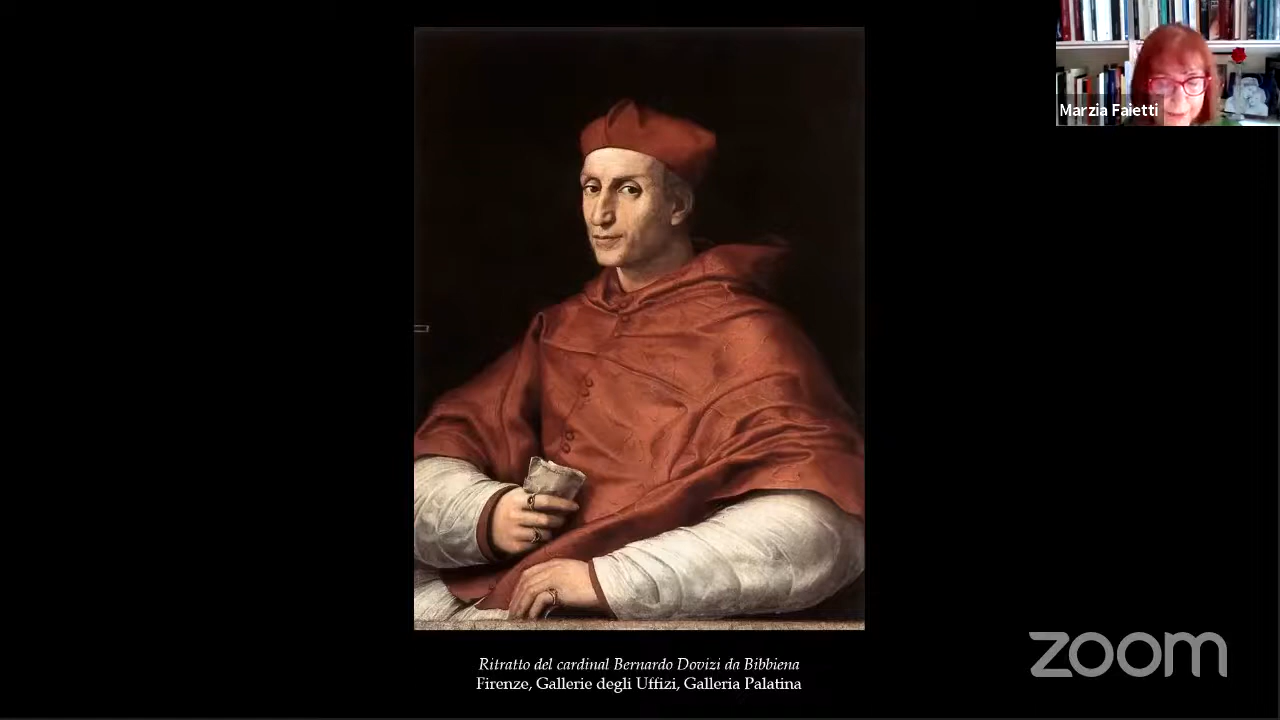 Marzia Faietti
zoom
Ritratto del cardinal Bernardo Dovizi da Bibbiena
Firenze, Gallerie degli Uffizi, Galleria Palatina